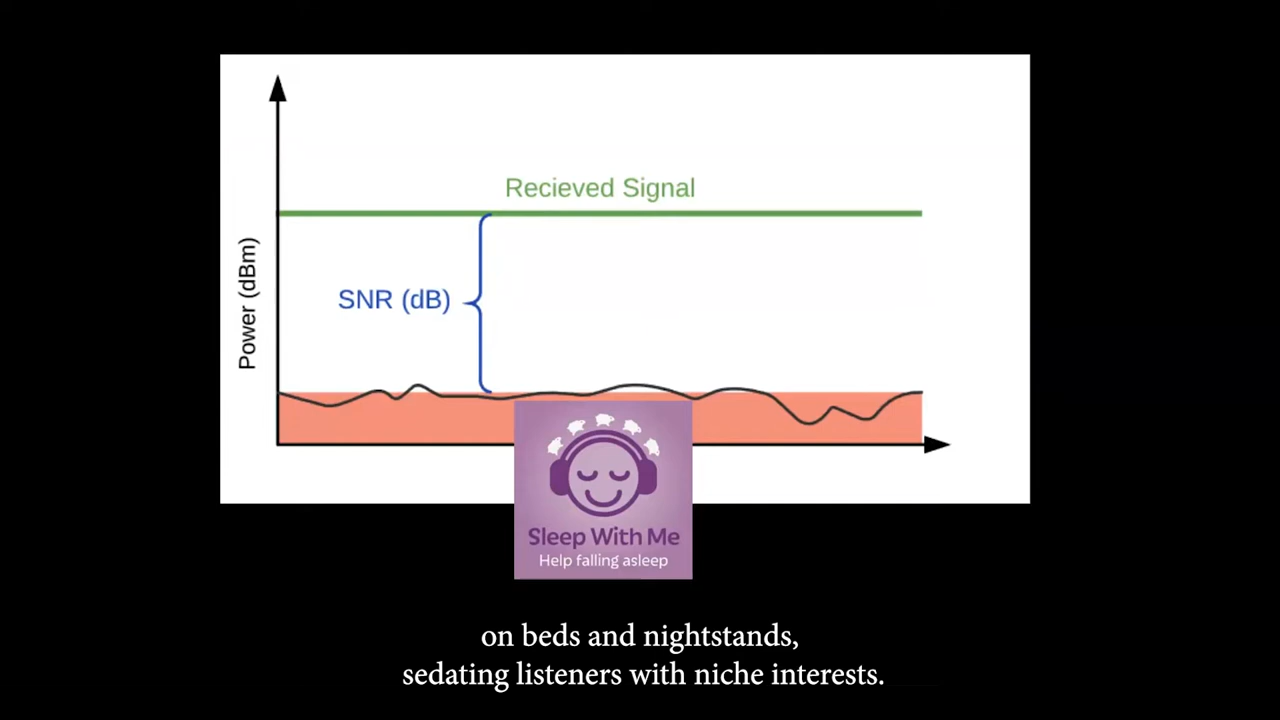 Recieved Signal
SNR (dB)
Power (dBm)
Sleep With Me
Help falling asleep
on beds and nightstands,
sedating listeners with niche interests.